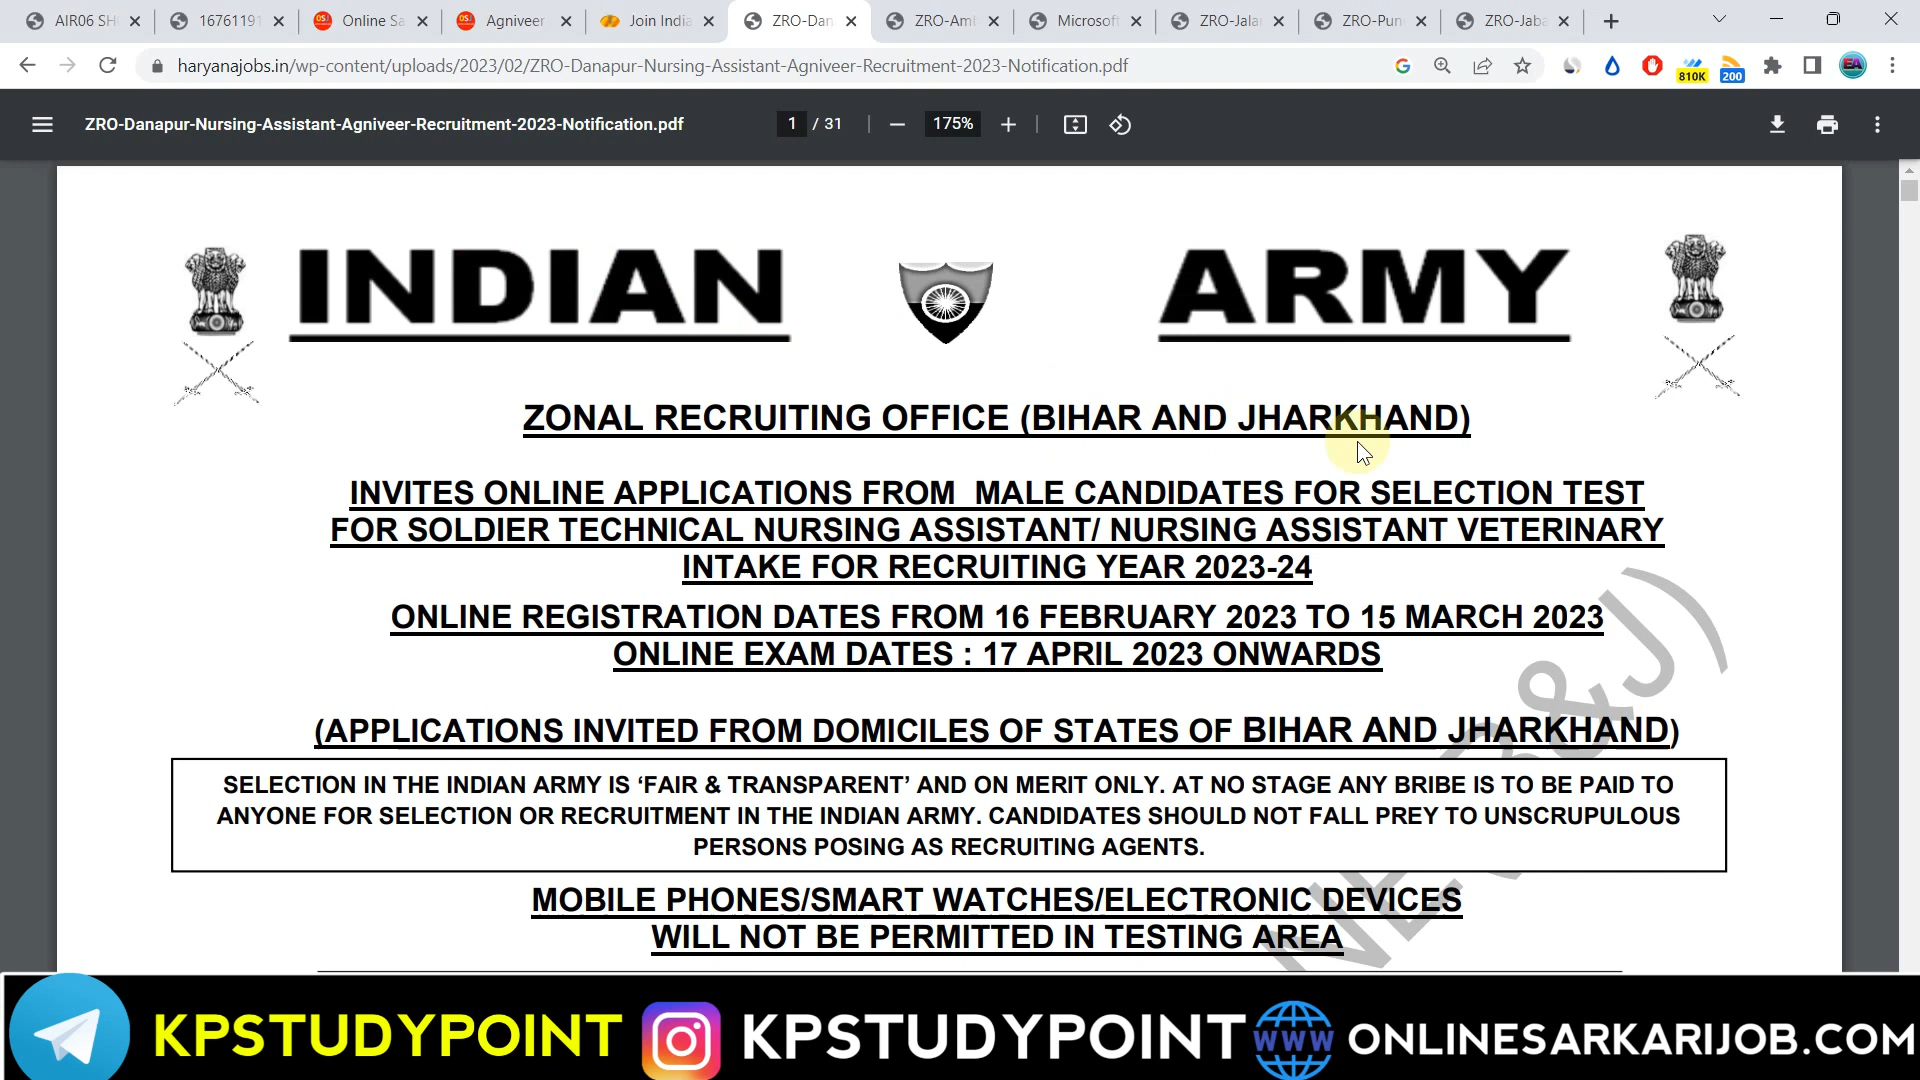 AIR06 SH
16761191
Online Sa
Agniveer
Join India
ZRO-Dan
ZRO-Amb
Microsoft
ZRO-Jala
ZRO-Pun
ZRO-Jaba
haryanajobs.in/wp-content/uploads/2023/02/ZRO-Danapur-Nursing-Assistant-Agniveer-Recruitment-2023-Notification.pdf
810K
200
EA
ZRO-Danapur-Nursing-Assistant-Agniveer-Recruitment-2023-Notification.pdf
1 / 31
175%
INDIAN ARMY
ZONAL RECRUITING OFFICE (BIHAR AND JHARKHAND)
INVITES ONLINE APPLICATIONS FROM MALE CANDIDATES FOR SELECTION TEST
FOR SOLDIER TECHNICAL NURSING ASSISTANT/ NURSING ASSISTANT VETERINARY
INTAKE FOR RECRUITING YEAR 2023-24
ONLINE REGISTRATION DATES FROM 16 FEBRUARY 2023 TO 15 MARCH 2023
ONLINE EXAM DATES : 17 APRIL 2023 ONWARDS
(APPLICATIONS INVITED FROM DOMICILES OF STATES OF BIHAR AND JHARKHAND)
SELECTION IN THE INDIAN ARMY IS ‘FAIR & TRANSPARENT’ AND ON MERIT ONLY. AT NO STAGE ANY BRIBE IS TO BE PAID TO
ANYONE FOR SELECTION OR RECRUITMENT IN THE INDIAN ARMY. CANDIDATES SHOULD NOT FALL PREY TO UNSCRUPULOUS
PERSONS POSING AS RECRUITING AGENTS.
MOBILE PHONES/SMART WATCHES/ELECTRONIC DEVICES
WILL NOT BE PERMITTED IN TESTING AREA
KPSTUDYPOINT
KPSTUDYPOINT
WWW
ONLINESARKARIJOB.COM